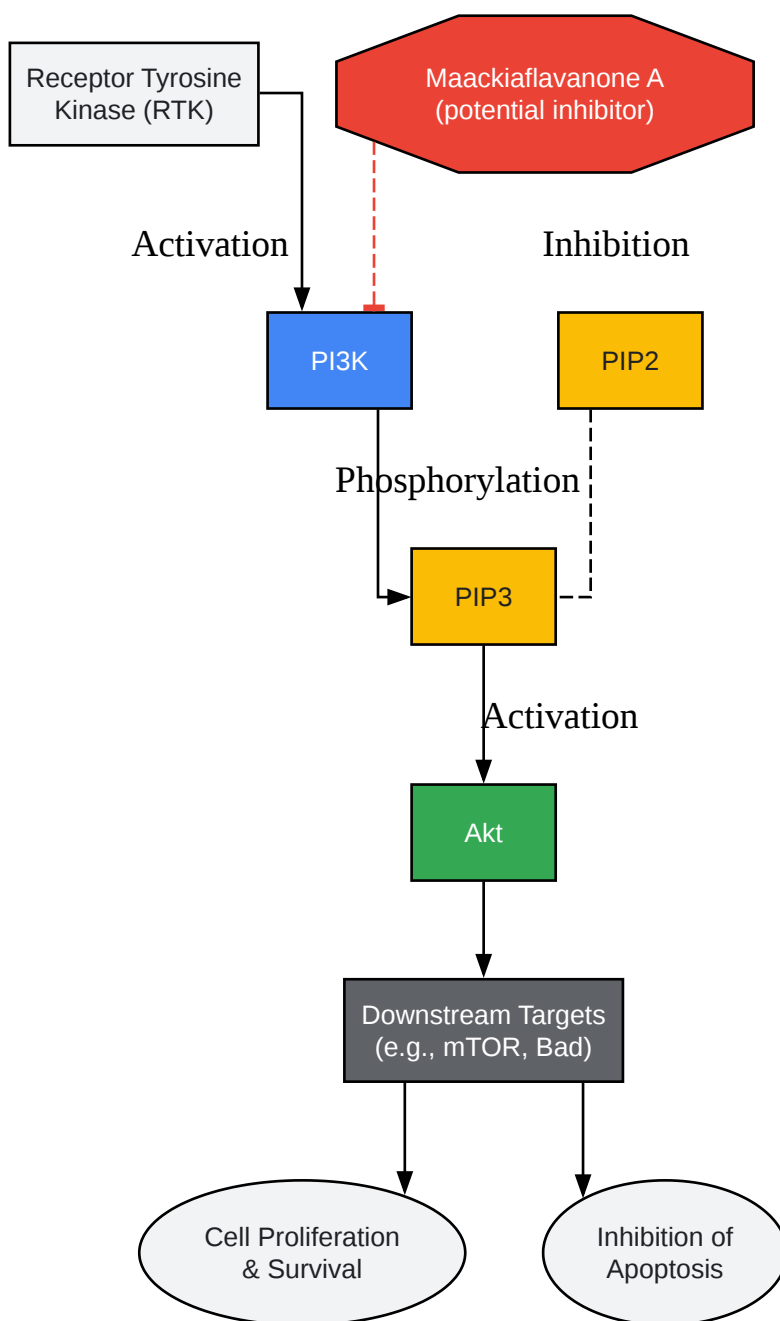 Receptor Tyrosine
Kinase (RTK)
Maackiaflavanone A
(potential inhibitor)
Activation
Inhibition
PI3K
PIP2
Phosphorylation
PIP3
Activation
Akt
Downstream Targets
(e.g., mTOR, Bad)
Cell Proliferation
& Survival
Inhibition of
Apoptosis